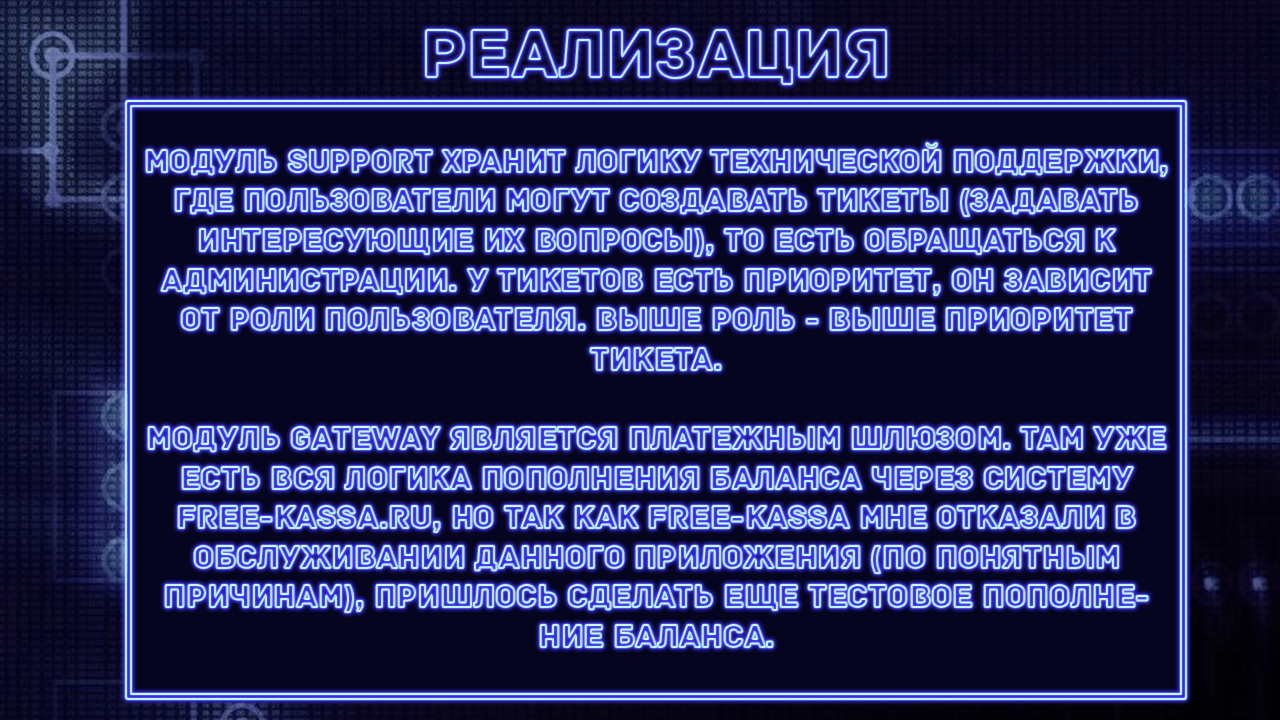 РЕАЛИЗАЦИЯ
МОДУЛЬ SUPPORT ХРАНИТ ЛОГИКУ ТЕХНИЧЕСКОЙ ПОДДЕРЖКИ,
ГДЕ ПОЛЬЗОВАТЕЛИ МОГУТ СОЗДАВАТЬ ТИКЕТЫ (ЗАДАВАТЬ
ИНТЕРЕСУЮЩИЕ ИХ ВОПРОСЫ), ТО ЕСТЬ ОБРАЩАТЬСЯ К
АДМИНИСТРАЦИИ. У ТИКЕТОВ ЕСТЬ ПРИОРИТЕТ, ОН ЗАВИСИТ
ОТ РОЛИ ПОЛЬЗОВАТЕЛЯ. ВЫШЕ РОЛЬ - ВЫШЕ ПРИОРИТЕТ
ТИКЕТА.
МОДУЛЬ GATEWAY ЯВЛЯЕТСЯ ПЛАТЕЖНЫМ ШЛЮЗОМ. ТАМ УЖЕ
ЕСТЬ ВСЯ ЛОГИКА ПОПОЛНЕНИЯ БАЛАНСА ЧЕРЕЗ СИСТЕМУ
FREE-KASSA.RU, НО ТАК КАК FREE-KASSA МНЕ ОТКАЗАЛИ В
ОБСЛУЖИВАНИИ ДАННОГО ПРИЛОЖЕНИЯ (ПО ПОНЯТНЫМ
ПРИЧИНАМ), ПРИШЛОСЬ СДЕЛАТЬ ЕЩЕ ТЕСТОВОЕ ПОПОЛНЕ-
НИЕ БАЛАНСА.